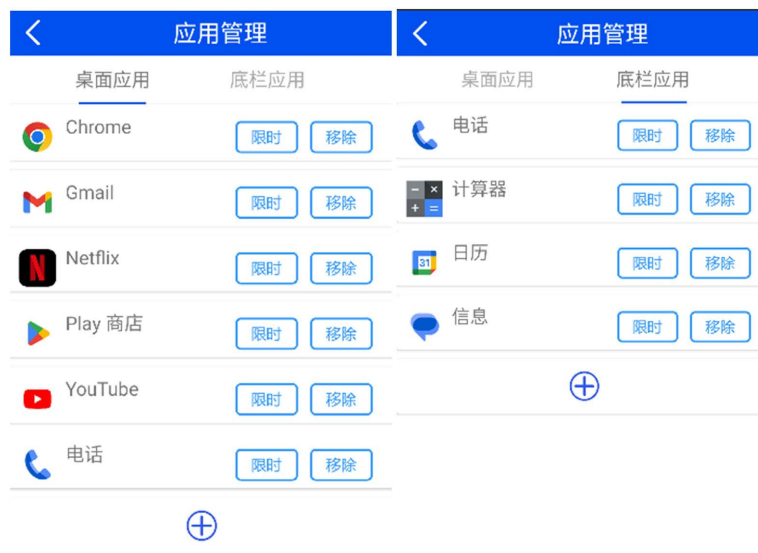 应用管理
桌面应用 底栏应用
Chrome 限时 移除
Gmail 限时 移除
Netflix 限时 移除
Play 商店 限时 移除
YouTube 限时 移除
电话 限时 移除
应用管理
桌面应用 底栏应用
电话 限时 移除
计算器 限时 移除
31 日历 限时 移除
信息 限时 移除